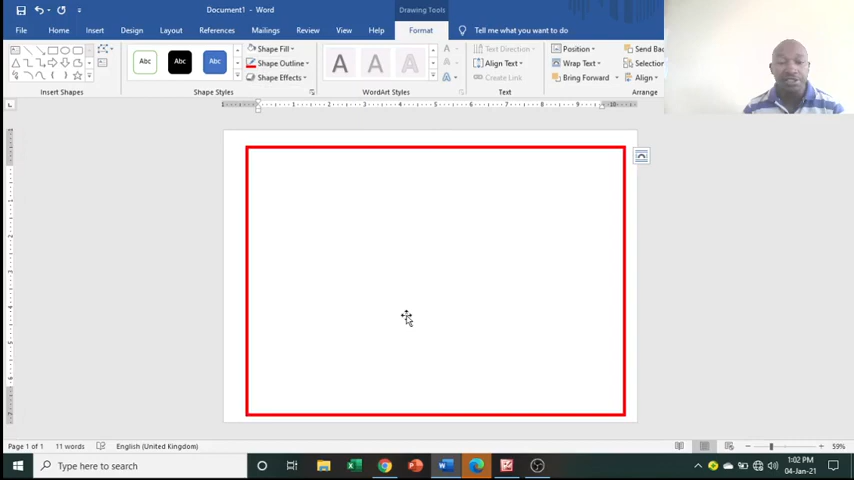 Document1 - Word
Drawing Tools
File Home Insert Design Layout References Mailings Review View Help Format Tell me what you want to do
Abc Abc Abc
Shape Fill
Shape Outline
Shape Effects
A A A
Text Direction
Align Text
Create Link
Position
Wrap Text
Bring Forward
Send Back
Selection
Align
Insert Shapes Shape Styles WordArt Styles Text Arrange
Page 1 of 1 11 words English (United Kingdom) 59%
Type here to search
1:02 PM
04-Jan-21